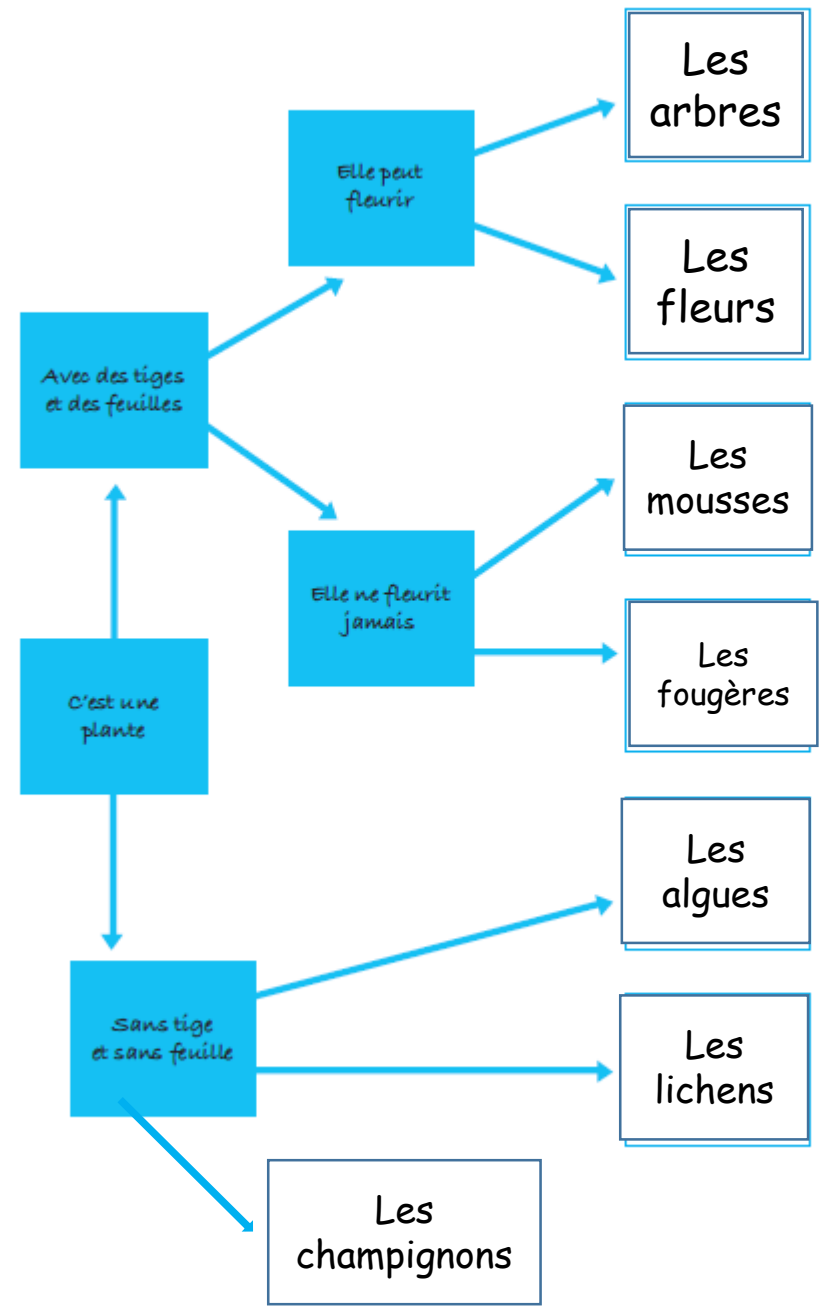 Les
arbres
Elle peut
fleurir
Les
fleurs
Avec des tiges
et des feuilles
Les
mousses
Elle ne fleurit
jamais
Les
fougères
C'est une
plante
Les
algues
Sans tige
et sans feuille
Les
lichens
Les
champignons